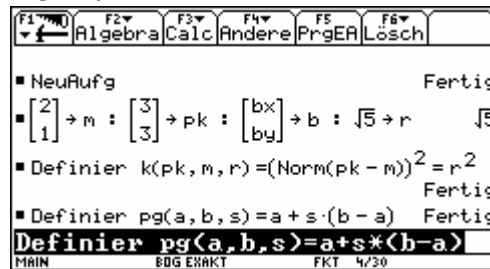 F1 F2 Algebra F3 Calc F4 Andere F5 PrgEA F6 Lösch
▪ NeuAufg Fertig
▪ [2 1] → m : [3 3] → pk : [bx by] → b : √5 → r √5
▪ Definier k(pk,m,r)=(Norm(pk-m))² = r²
Fertig
▪ Definier pg(a,b,s)=a+s·(b-a) Fertig
Definier pg(a,b,s)=a+s*(b-a)
MAIN BOG EXAKT FKT 4/30